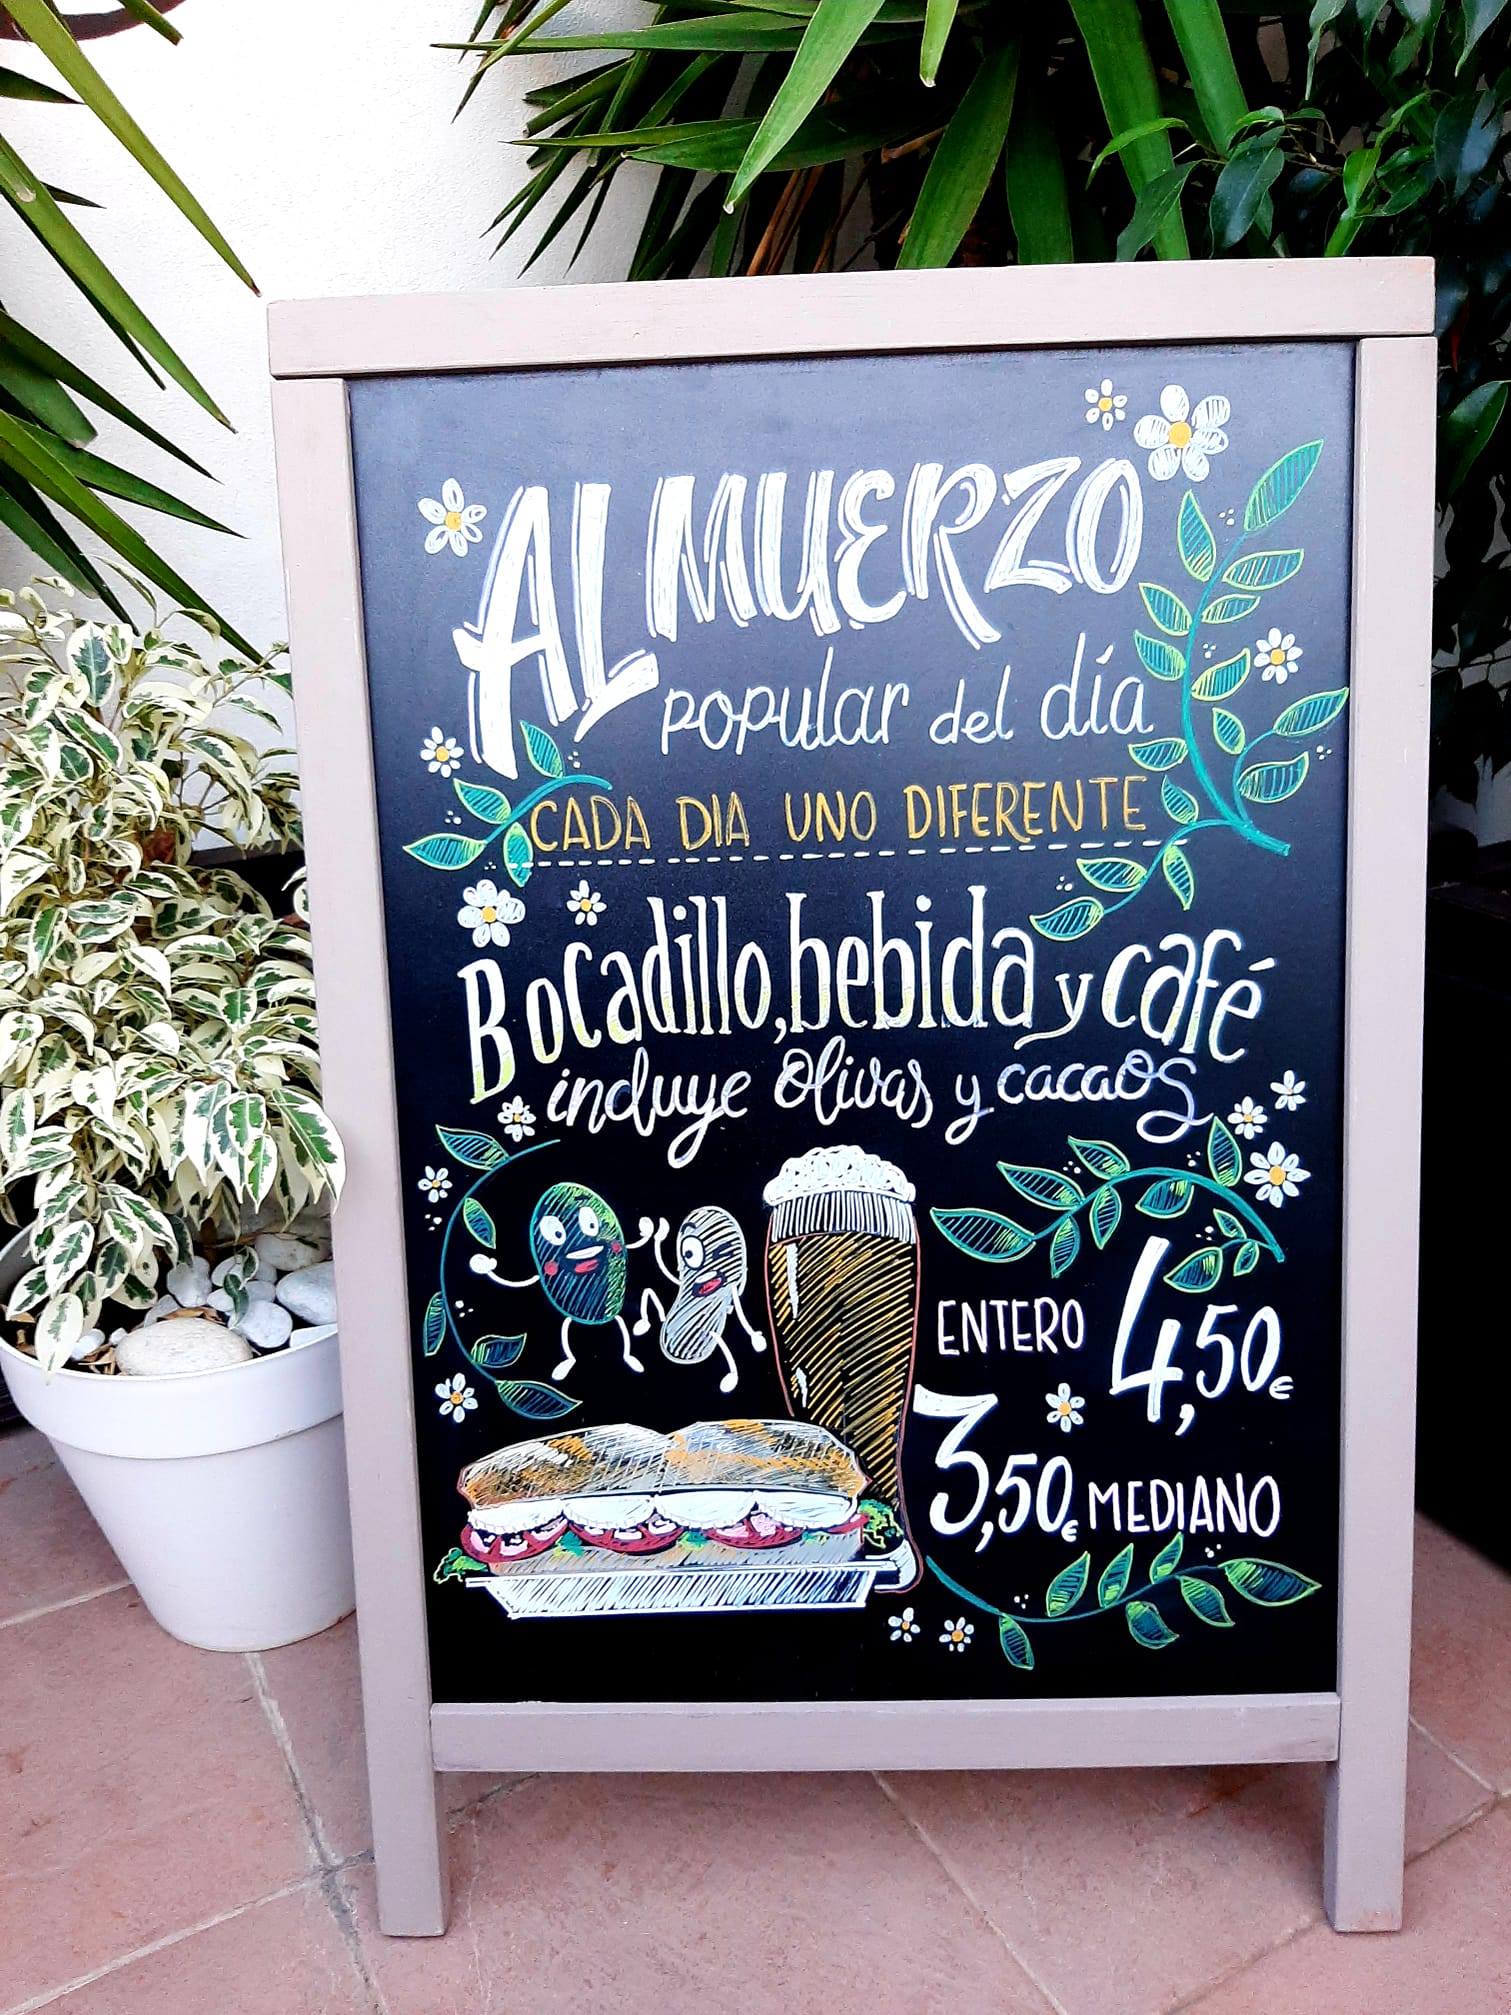 ALMUERZO
popular del día
CADA DIA UNO DIFERENTE
Bocadillo, bebida y café
incluye olivas y cacaos
ENTERO 4,50€
3,50€ MEDIANO